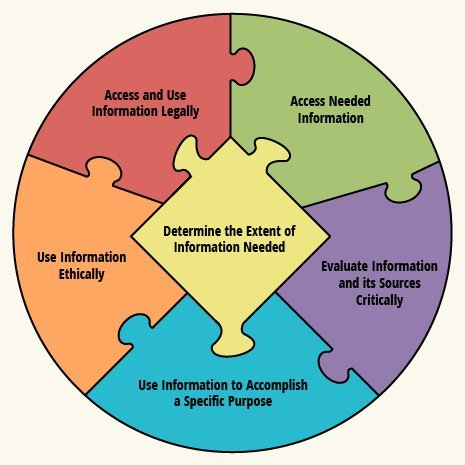 Access and Use
Information Legally
Access Needed
Information
Determine the Extent of
Information Needed
Use Information
Ethically
Evaluate Information
and its Sources
Critically
Use Information to Accomplish
a Specific Purpose